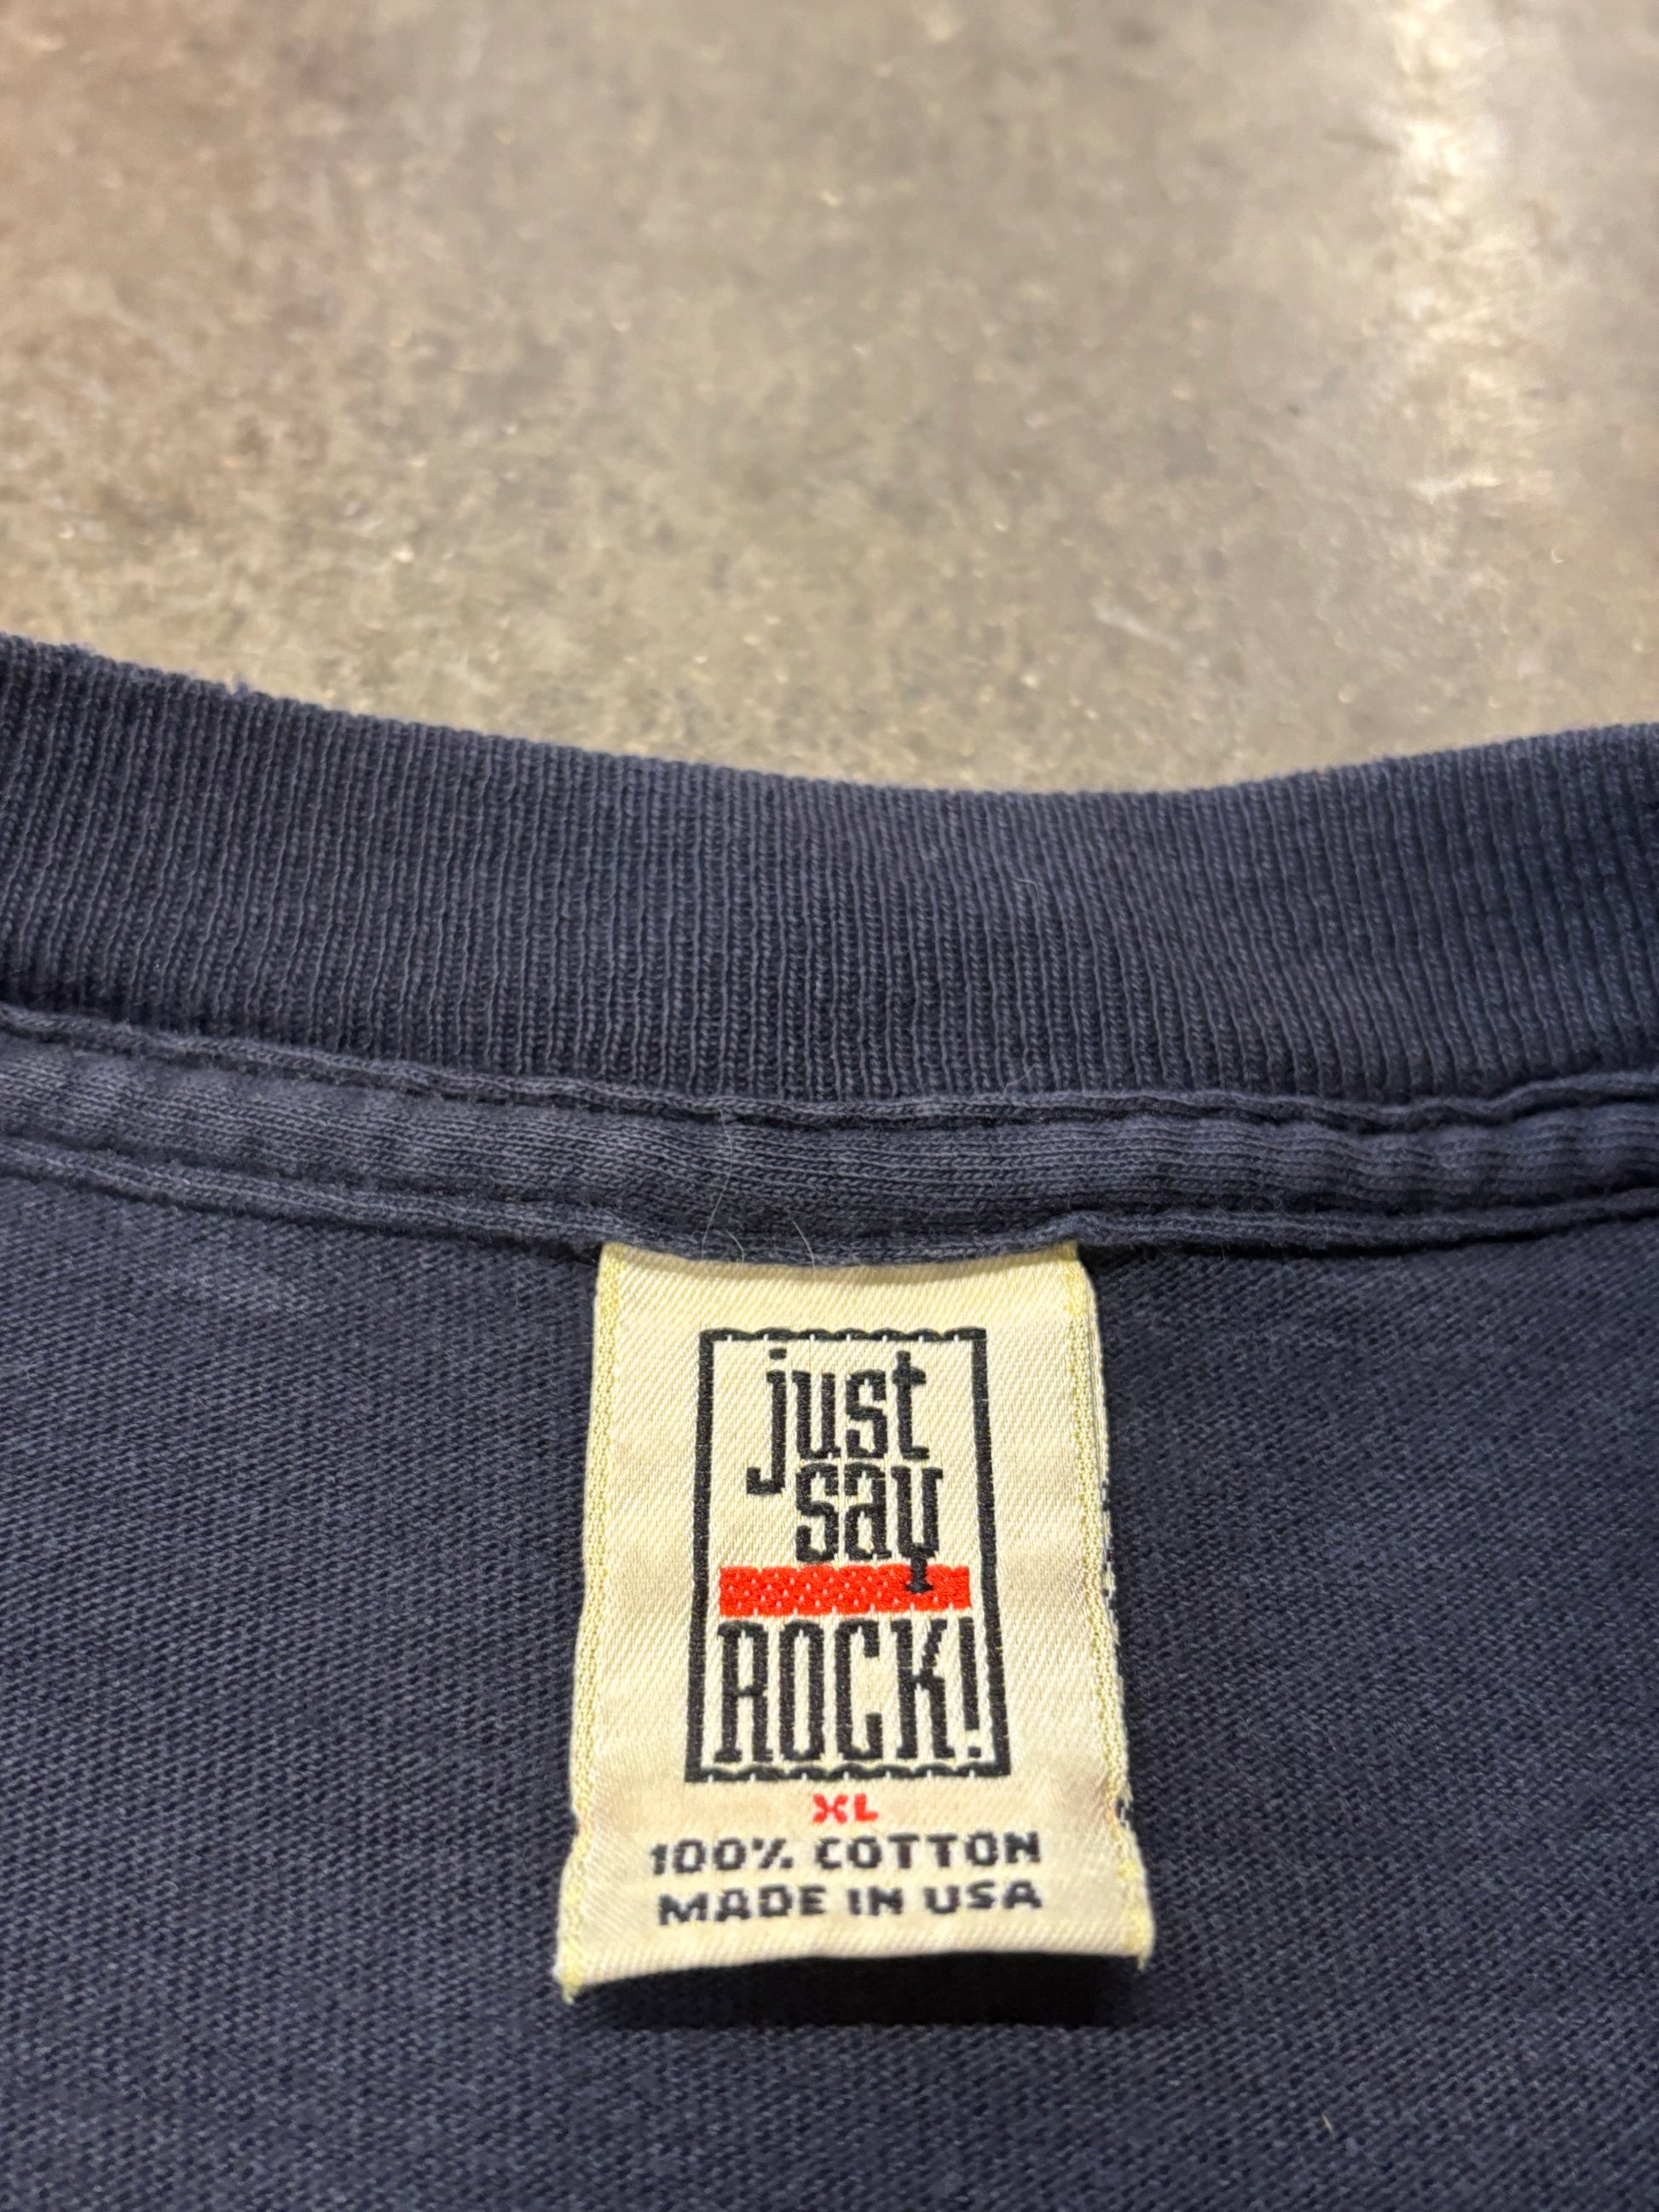 just
say
ROCK!
XL
100% COTTON
MADE IN USA